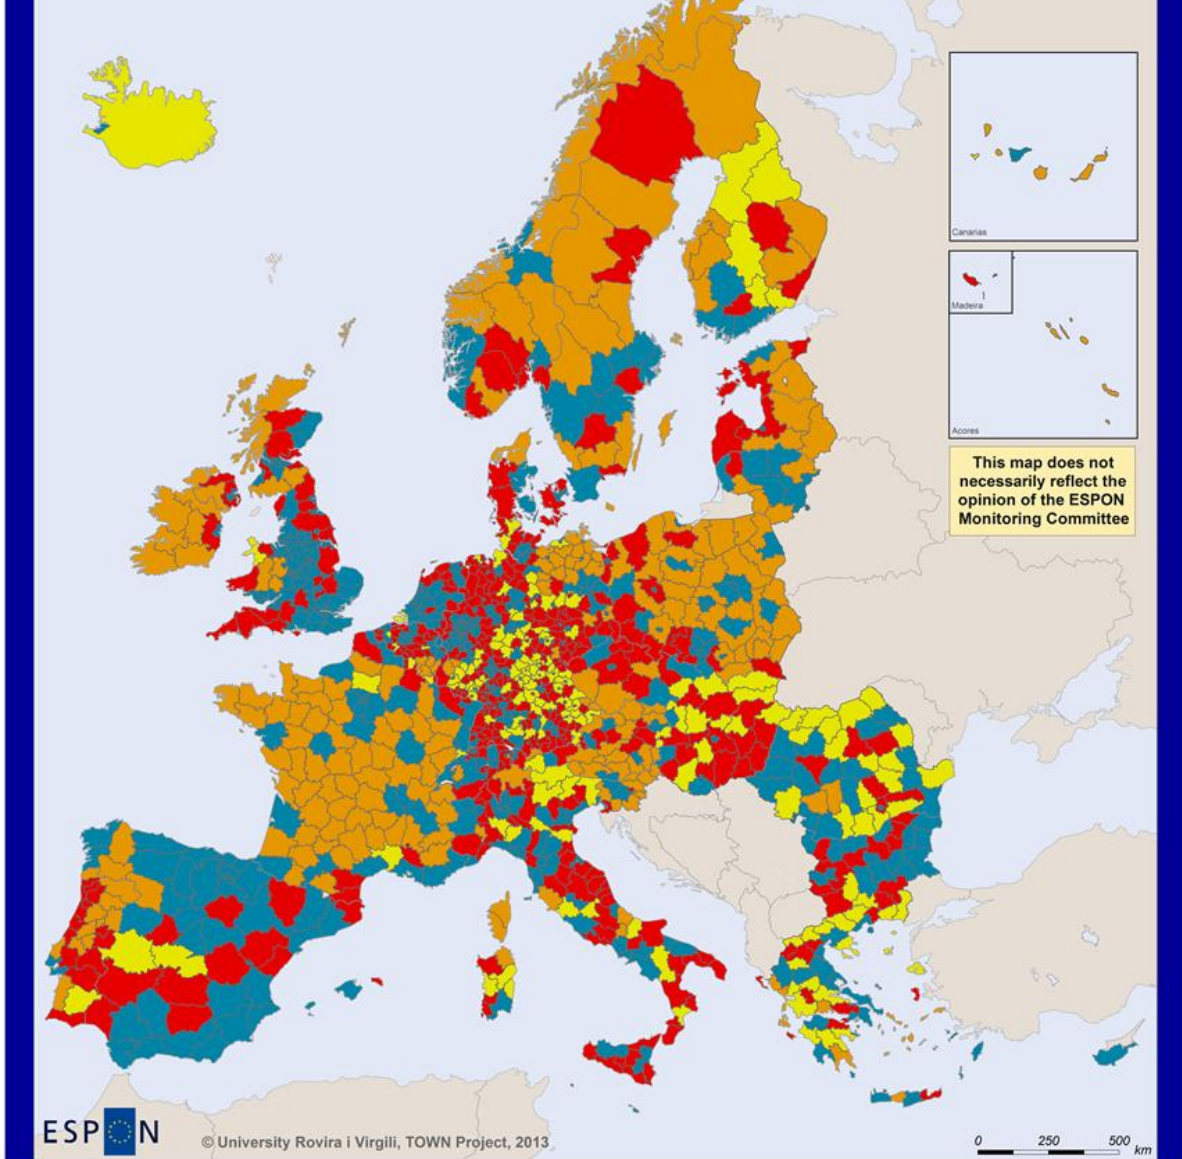 Canarias
Madeira
Acores
This map does not
necessarily reflect the
opinion of the ESPON
Monitoring Committee
ESPON
© University Rovira i Virgili, TOWN Project, 2013
0 250 500
km